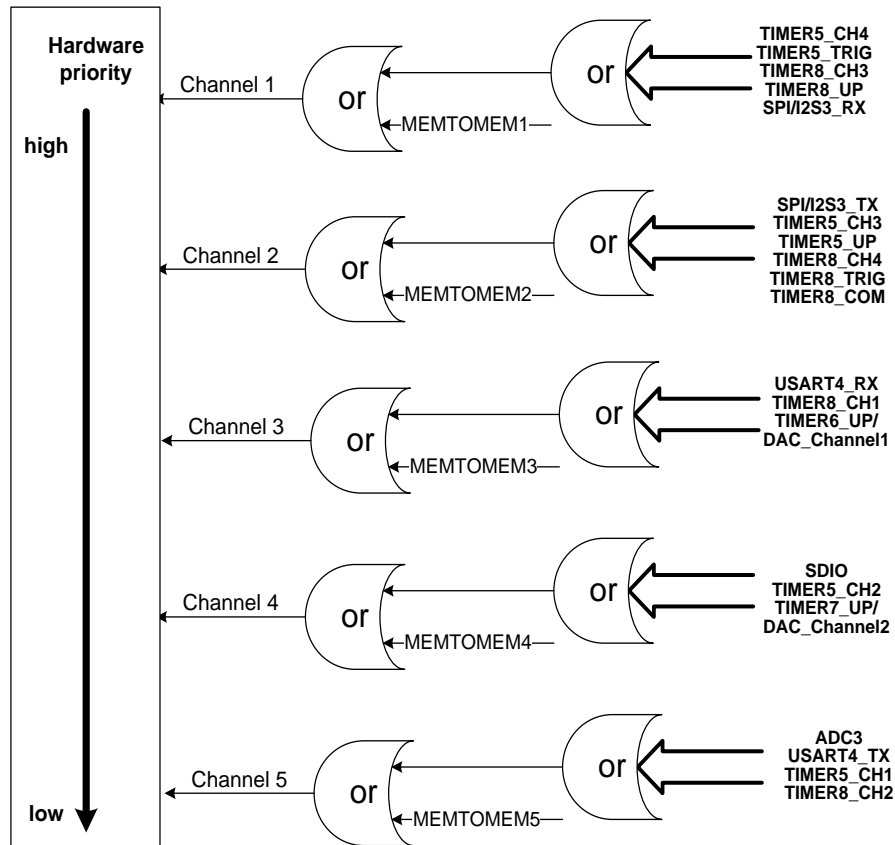 Hardware
priority
high
low
Channel 1
or
MEMTOMEM1
or
TIMER5_CH4
TIMER5_TRIG
TIMER8_CH3
TIMER8_UP
SPI/I2S3_RX
Channel 2
or
MEMTOMEM2
or
SPI/I2S3_TX
TIMER5_CH3
TIMER5_UP
TIMER8_CH4
TIMER8_TRIG
TIMER8_COM
Channel 3
or
MEMTOMEM3
or
USART4_RX
TIMER8_CH1
TIMER6_UP/
DAC_Channel1
Channel 4
or
MEMTOMEM4
or
SDIO
TIMER5_CH2
TIMER7_UP/
DAC_Channel2
Channel 5
or
MEMTOMEM5
or
ADC3
USART4_TX
TIMER5_CH1
TIMER8_CH2